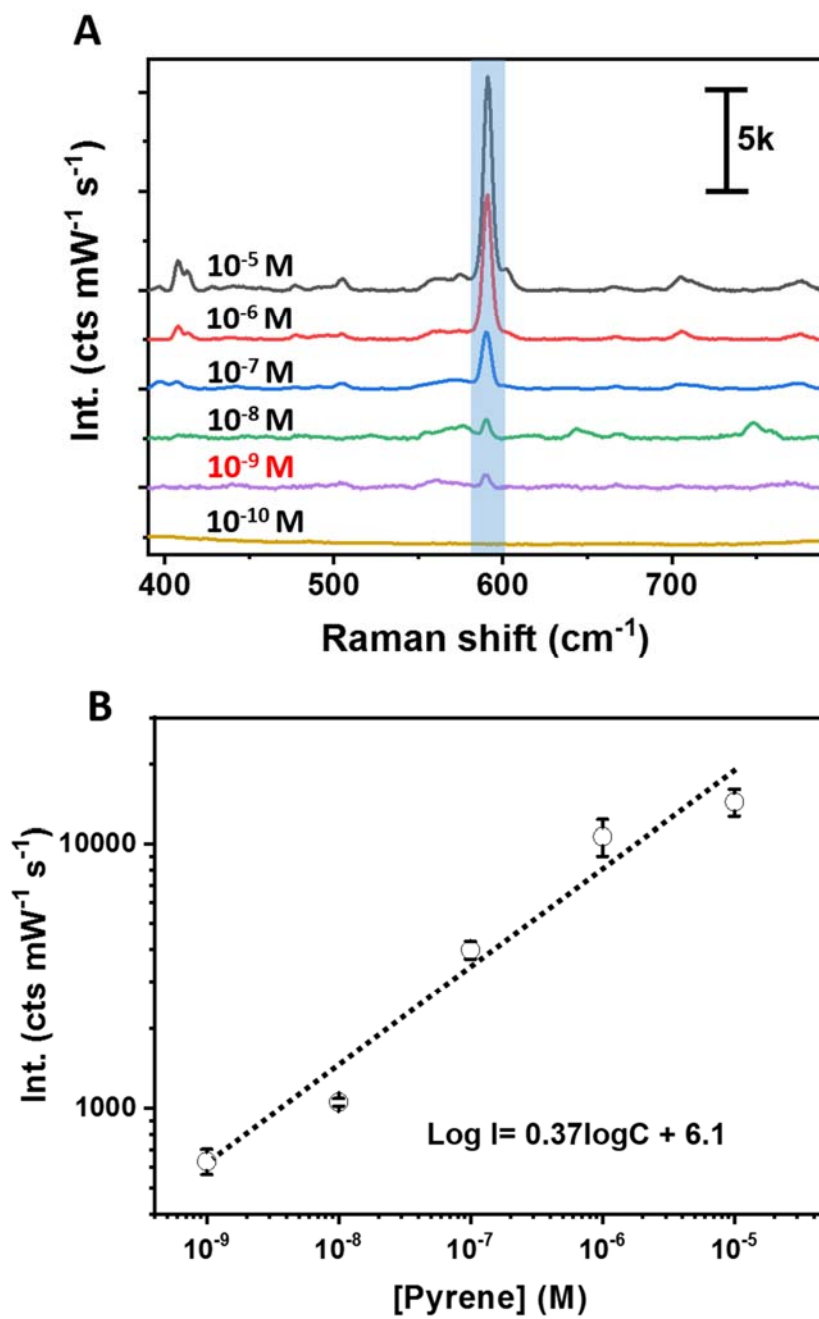 A
5k
10⁻⁵ M
10⁻⁶ M
10⁻⁷ M
10⁻⁸ M
10⁻⁹ M
10⁻¹⁰ M
Int. (cts mW⁻¹ s⁻¹)
400 500 600 700
Raman shift (cm⁻¹)
B
10000
1000
Int. (cts mW⁻¹ s⁻¹)
Log I= 0.37logC + 6.1
10⁻⁹ 10⁻⁸ 10⁻⁷ 10⁻⁶ 10⁻⁵
[Pyrene] (M)